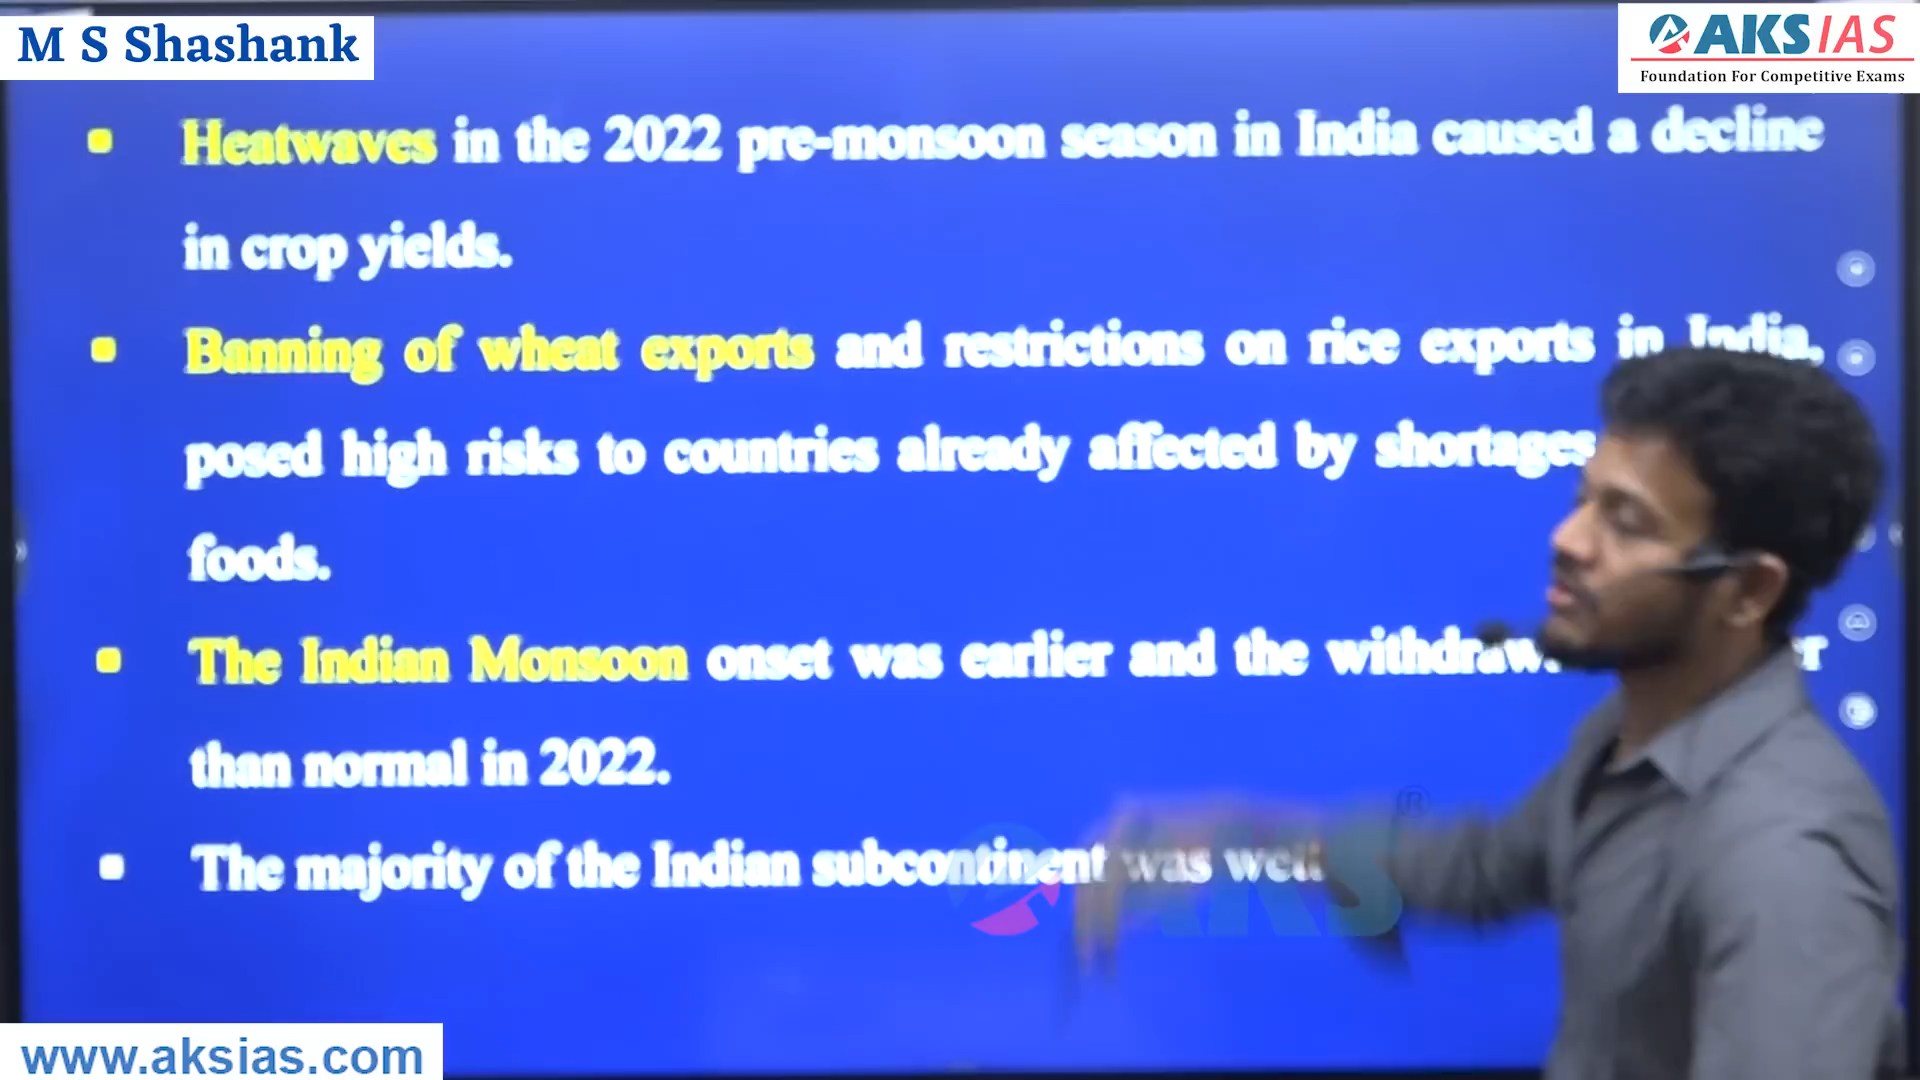 M S Shashank
AKS IAS
Foundation For Competitive Exams
Heatwaves in the 2022 pre-monsoon season in India caused a decline
in crop yields.
Banning of wheat exports and restrictions on rice exports in India,
posed high risks to countries already affected by shortages
foods.
The Indian Monsoon onset was earlier and the
than normal in 2022.
The majority of the Indian subcontinent was
AKS
®
www.aksias.com